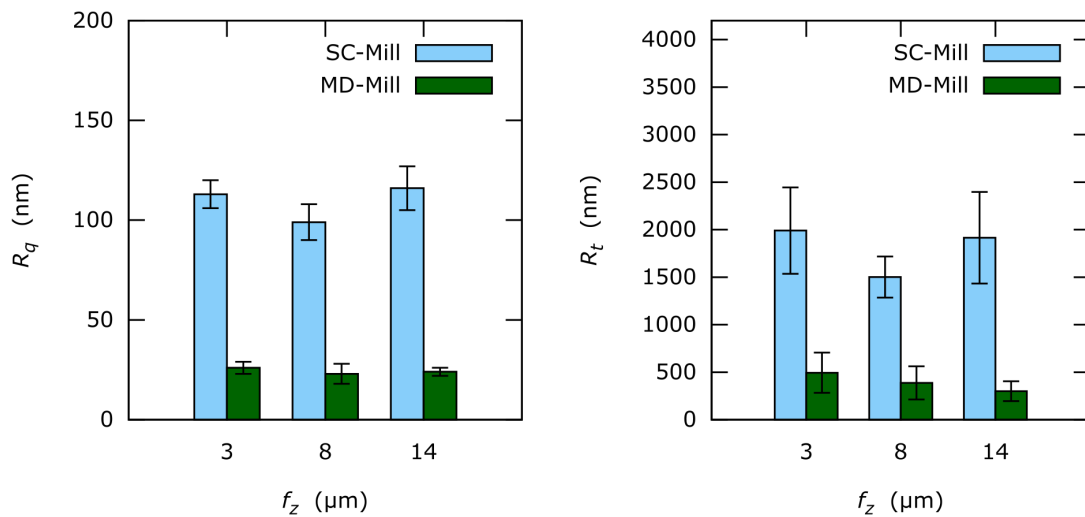 200
150
100
50
0
R_q (nm)
SC-Mill
MD-Mill
3 8 14
f_z (μm)
4000
3500
3000
2500
2000
1500
1000
500
0
R_t (nm)
SC-Mill
MD-Mill
3 8 14
f_z (μm)